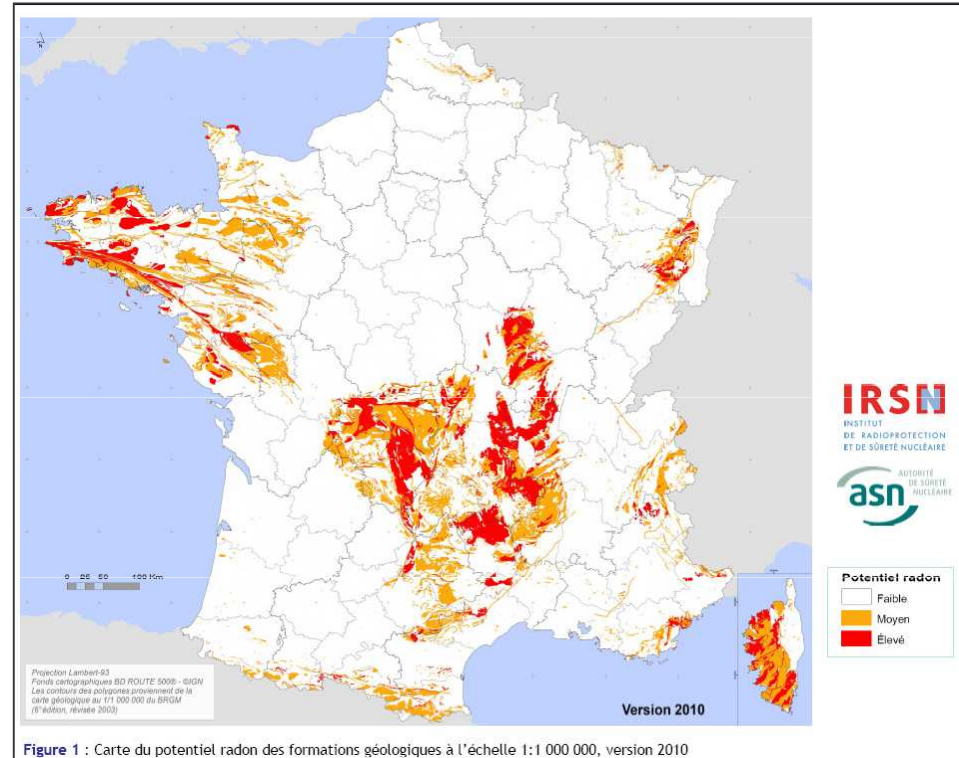 0 25 50 100 Km
Projection Lambert-93
Fonds cartographiques BD ROUTE 500® - ©IGN
Les contours des polygones proviennent de la
carte géologique au 1/1 000 000 du BRGM
(6° édition, révisée 2003)
Version 2010
IRSN
INSTITUT
DE RADIOPROTECTION
ET DE SÛRETÉ NUCLÉAIRE
asn
AUTORITÉ
DE SÛRETÉ
NUCLÉAIRE
Potentiel radon
Faible
Moyen
Élevé
Figure 1 : Carte du potentiel radon des formations géologiques à l'échelle 1:1 000 000, version 2010